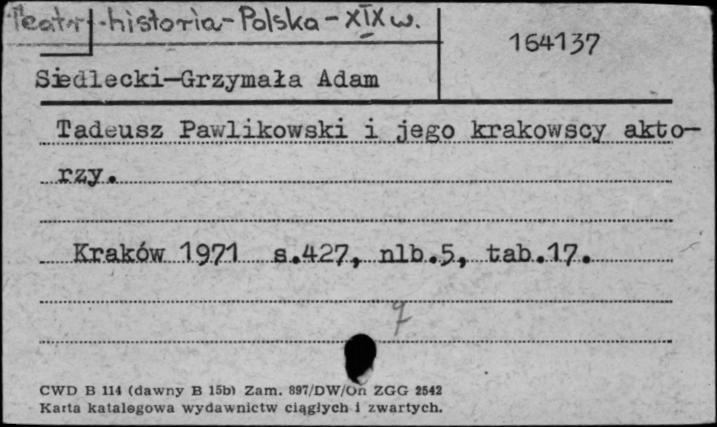 Teatr-historia-Polska-XIX w.
164137
Siedlecki-Grzymała Adam
Tadeusz Pawlikowski i jego krakowscy akto-
rzy.
Kraków 1971 s.427, nlb.5, tab.17.
CWD B 114 (dawny B 15b) Zam. 897/DW/On ZGG 2542
Karta katalogowa wydawnictw ciągłych i zwartych.